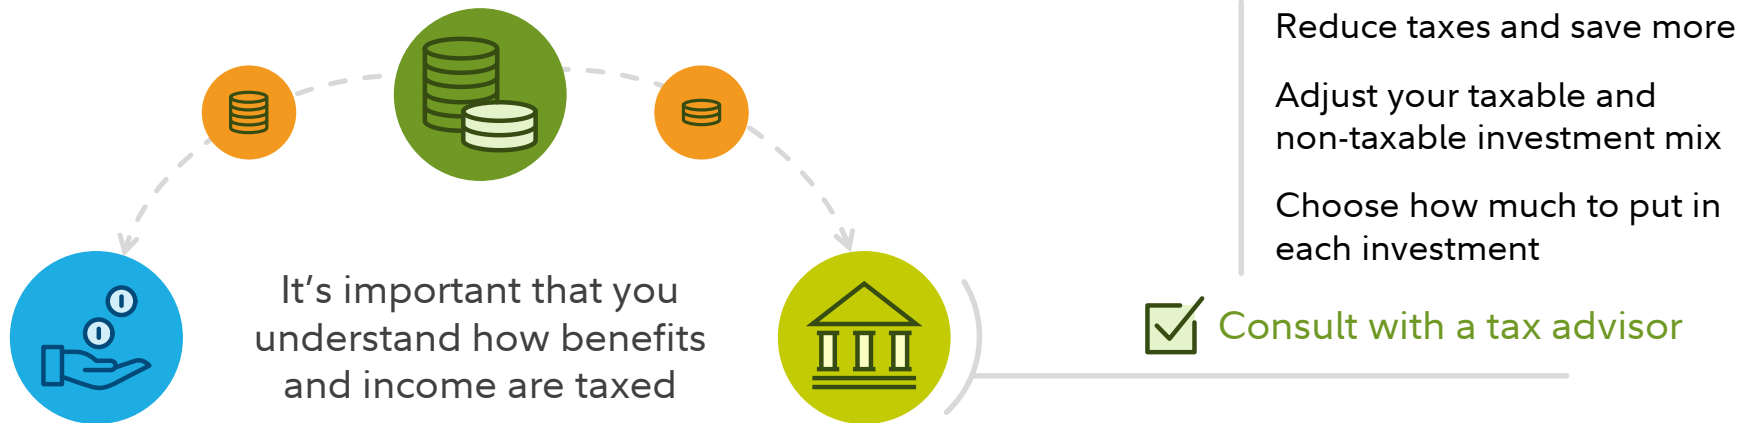 It’s important that you
understand how benefits
and income are taxed
Reduce taxes and save more
Adjust your taxable and
non-taxable investment mix
Choose how much to put in
each investment
Consult with a tax advisor